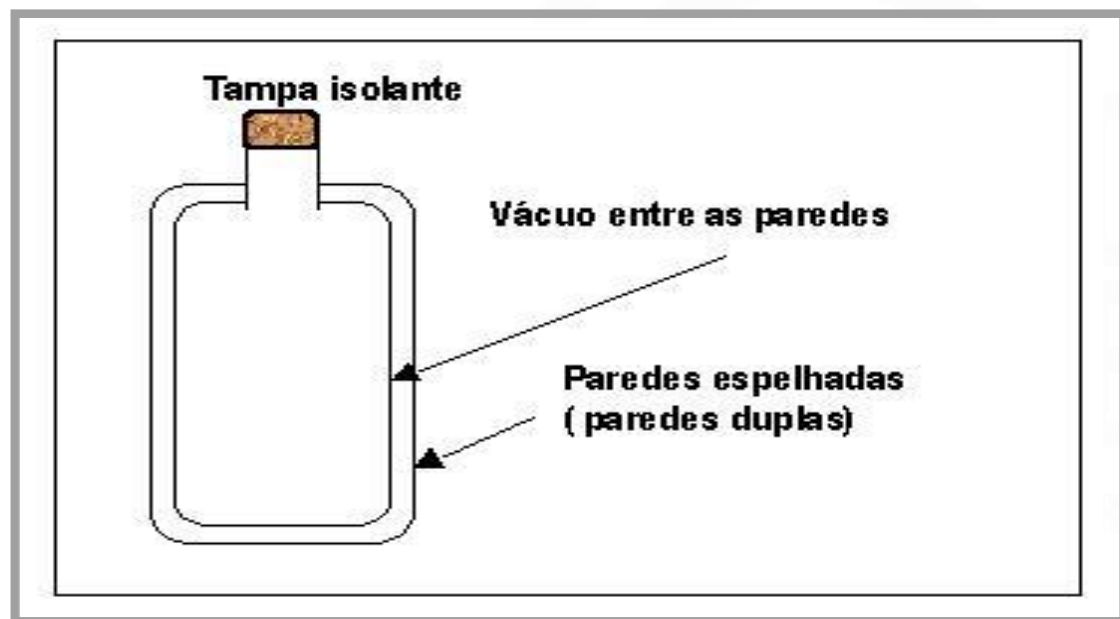 Tampa isolante
Vácuo entre as paredes
Paredes espelhadas
( paredes duplas)